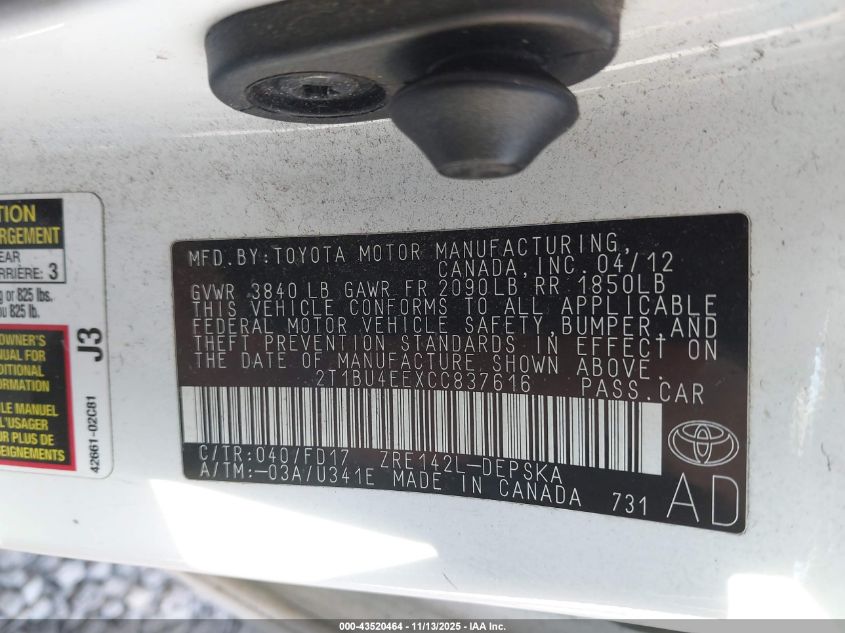 TION
RGEMENT
EAR
ARRIÈRE: 3
g or 825 lbs.
ou 825 lb.
OWNER'S
NUAL FOR
DDITIONAL
ORMATION
LE MANUEL
L'USAGER
R PLUS DE
SEIGNEMENTS
J3
42661-02C81
MFD.BY:TOYOTA MOTOR MANUFACTURING,
CANADA, INC. 04/12
GVWR 3840 LB GAWR FR 2090LB RR 1850LB
THIS VEHICLE CONFORMS TO ALL APPLICABLE
FEDERAL MOTOR VEHICLE SAFETY, BUMPER, AND
THEFT PREVENTION STANDARDS IN EFFECT ON
THE DATE OF MANUFACTURE SHOWN ABOVE.
2T1BU4EEXCC837616 PASS.CAR
C/TR:040/FD17 ZRE142L-DEPSKA
A/TM:-03A/U341E MADE IN CANADA 731
AD
000-43520464 - 11/13/2025 - IAA Inc.